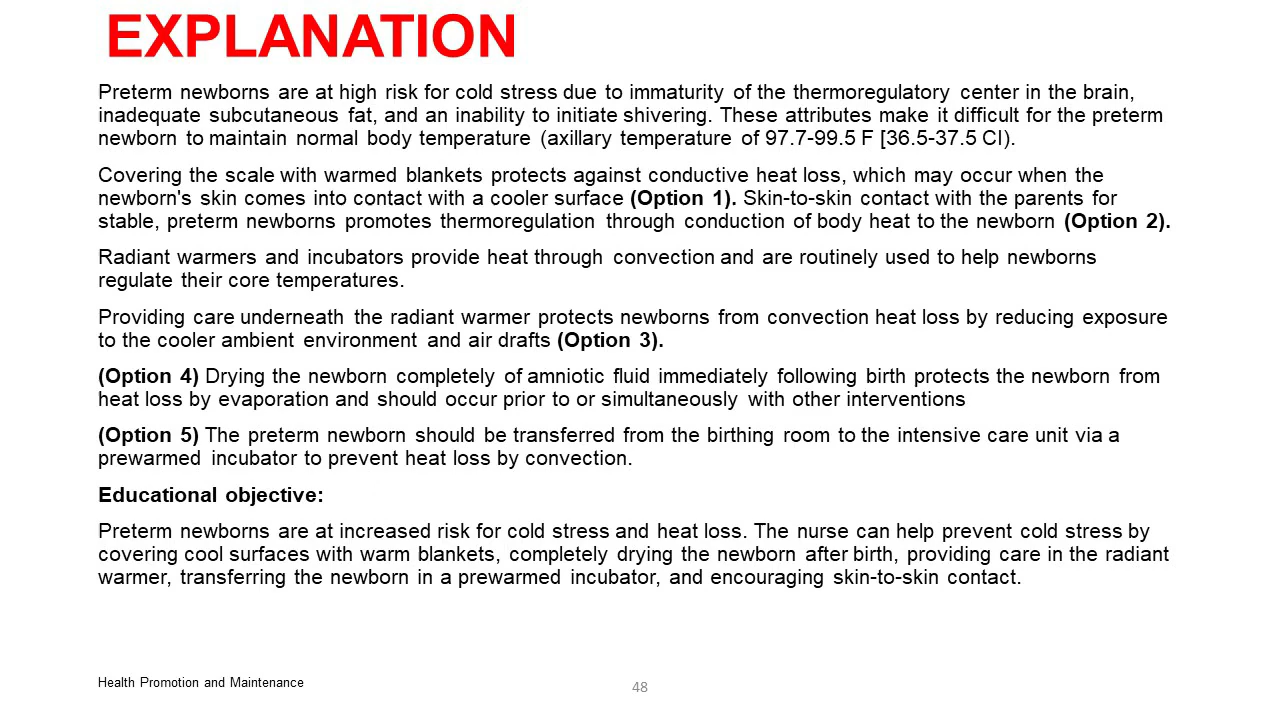 EXPLANATION
Preterm newborns are at high risk for cold stress due to immaturity of the thermoregulatory center in the brain,
inadequate subcutaneous fat, and an inability to initiate shivering. These attributes make it difficult for the preterm
newborn to maintain normal body temperature (axillary temperature of 97.7-99.5 F [36.5-37.5 CI).
Covering the scale with warmed blankets protects against conductive heat loss, which may occur when the
newborn's skin comes into contact with a cooler surface (Option 1). Skin-to-skin contact with the parents for
stable, preterm newborns promotes thermoregulation through conduction of body heat to the newborn (Option 2).
Radiant warmers and incubators provide heat through convection and are routinely used to help newborns
regulate their core temperatures.
Providing care underneath the radiant warmer protects newborns from convection heat loss by reducing exposure
to the cooler ambient environment and air drafts (Option 3).
(Option 4) Drying the newborn completely of amniotic fluid immediately following birth protects the newborn from
heat loss by evaporation and should occur prior to or simultaneously with other interventions
(Option 5) The preterm newborn should be transferred from the birthing room to the intensive care unit via a
prewarmed incubator to prevent heat loss by convection.
Educational objective:
Preterm newborns are at increased risk for cold stress and heat loss. The nurse can help prevent cold stress by
covering cool surfaces with warm blankets, completely drying the newborn after birth, providing care in the radiant
warmer, transferring the newborn in a prewarmed incubator, and encouraging skin-to-skin contact.
Health Promotion and Maintenance
48